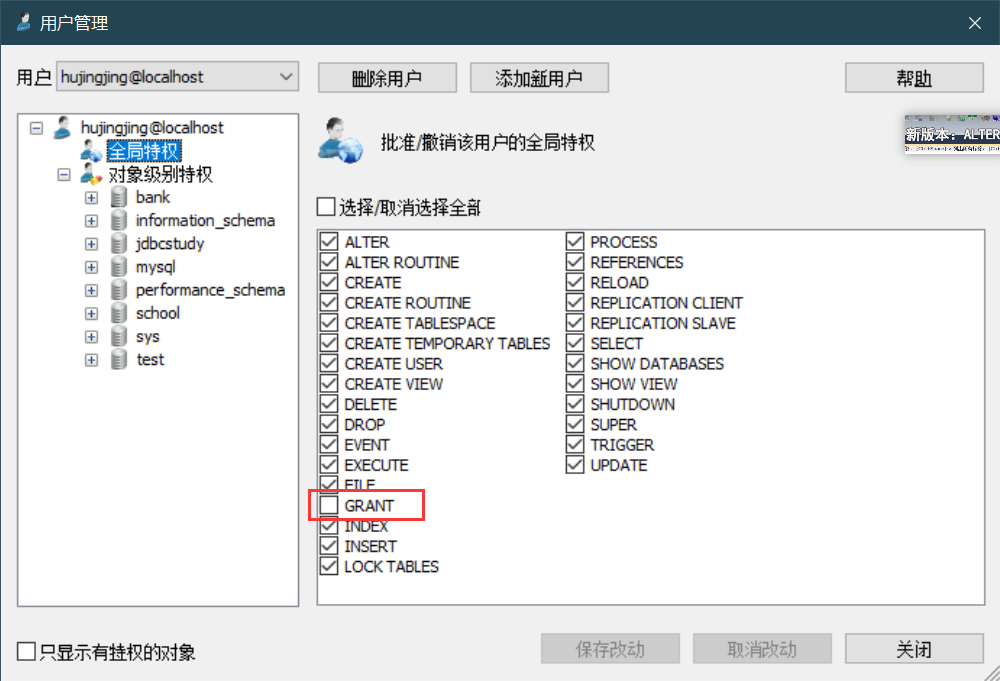 用户管理
用户 hujingjing@localhost 删除用户 添加新用户 帮助
hujingjing@localhost
全局特权
对象级别特权
bank
information_schema
jdbcstudy
mysql
performance_schema
school
sys
test
批准/撤销该用户的全局特权
新版本：ALTER
选择/取消选择全部
ALTER
ALTER ROUTINE
CREATE
CREATE ROUTINE
CREATE TABLESPACE
CREATE TEMPORARY TABLES
CREATE USER
CREATE VIEW
DELETE
DROP
EVENT
EXECUTE
FILE
GRANT
INDEX
INSERT
LOCK TABLES
PROCESS
REFERENCES
RELOAD
REPLICATION CLIENT
REPLICATION SLAVE
SELECT
SHOW DATABASES
SHOW VIEW
SHUTDOWN
SUPER
TRIGGER
UPDATE
只显示有特权的对象
保存改动 取消改动 关闭